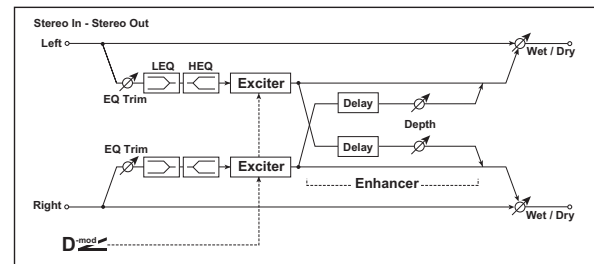 Stereo In - Stereo Out
Left
Wet / Dry
LEQ HEQ
EQ Trim
Exciter
Delay
Depth
EQ Trim
Delay
Exciter
Enhancer
Right
Wet / Dry
D-mod